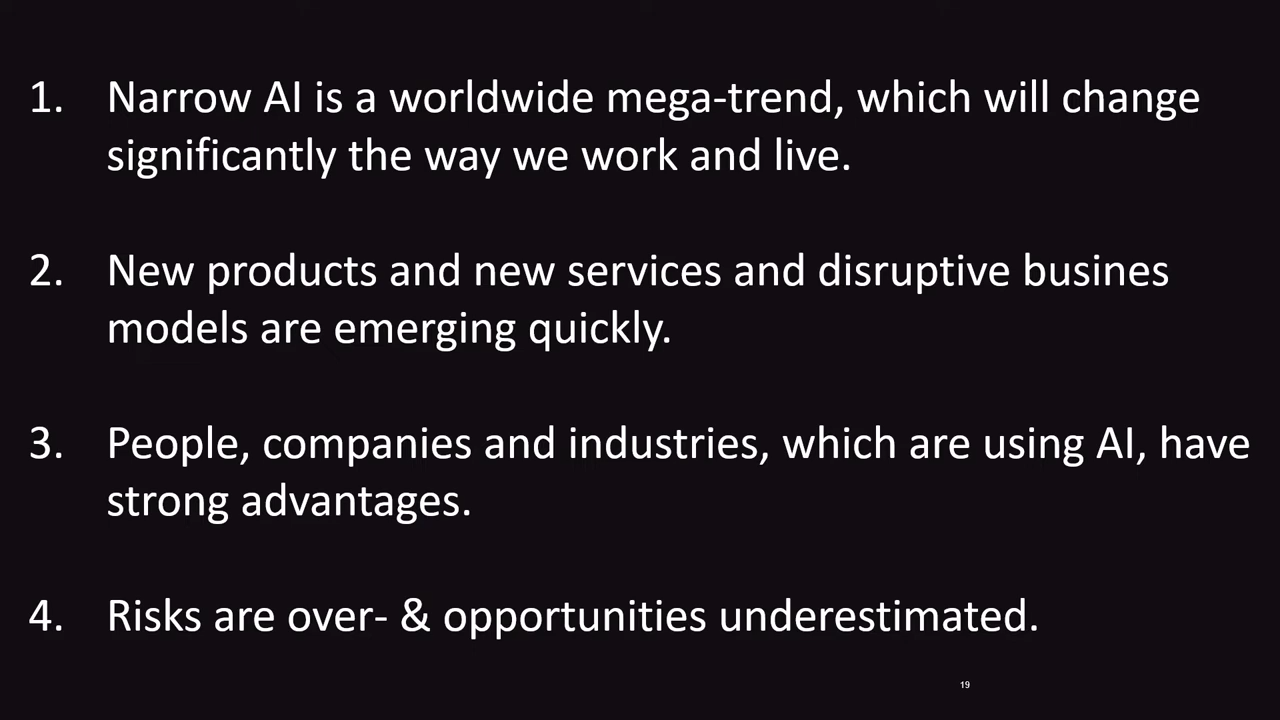 1. Narrow AI is a worldwide mega-trend, which will change
significantly the way we work and live.
2. New products and new services and disruptive busines
models are emerging quickly.
3. People, companies and industries, which are using AI, have
strong advantages.
4. Risks are over- & opportunities underestimated.
19